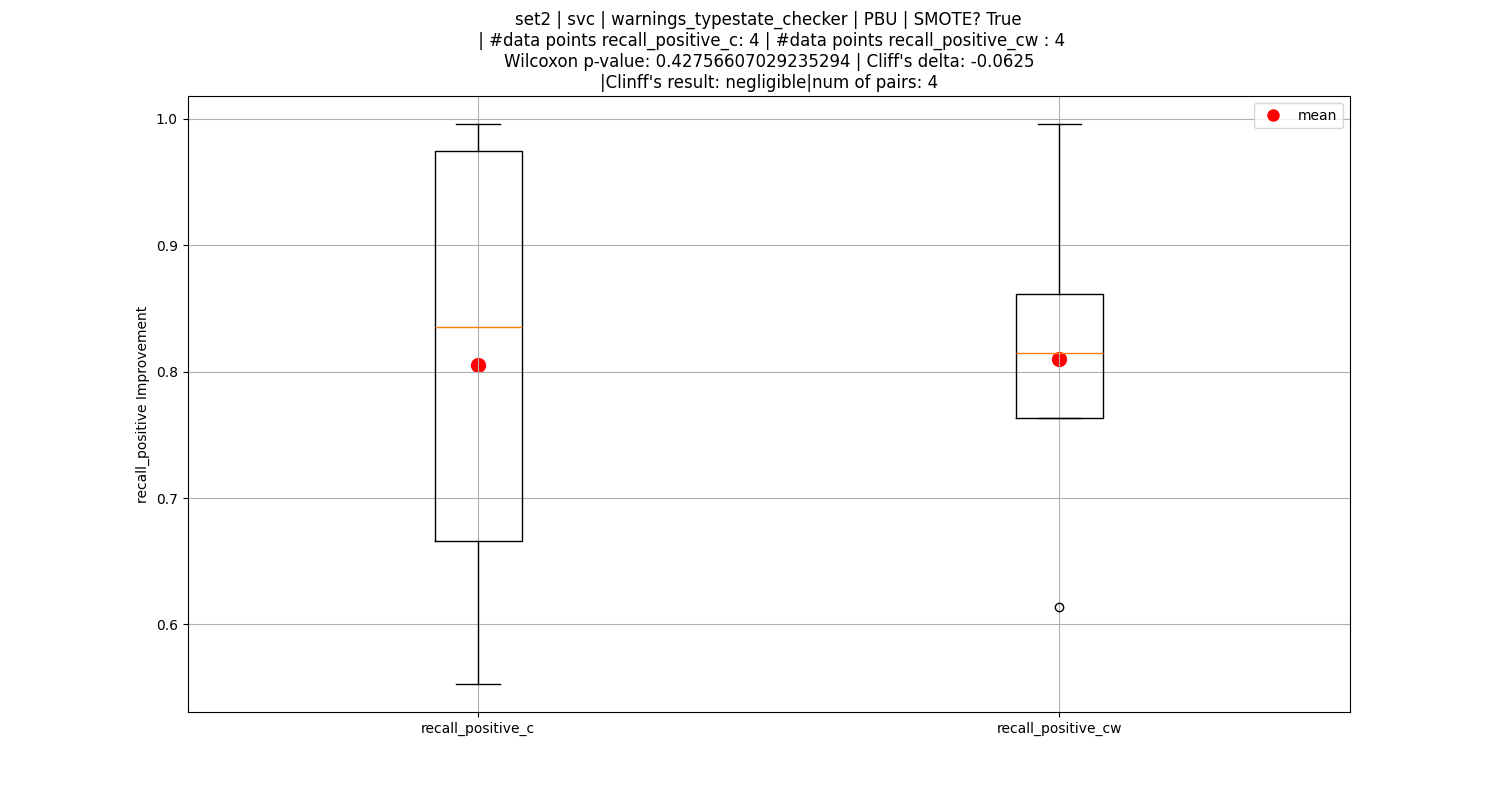 set2 | svc | warnings_typestate_checker | PBU | SMOTE? True
| #data points recall_positive_c: 4 | #data points recall_positive_cw : 4
Wilcoxon p-value: 0.42756607029235294 | Cliff's delta: -0.0625
|Clinff's result: negligible|num of pairs: 4
mean
1.0
0.9
0.8
0.7
0.6
recall_positive Improvement
recall_positive_c
recall_positive_cw